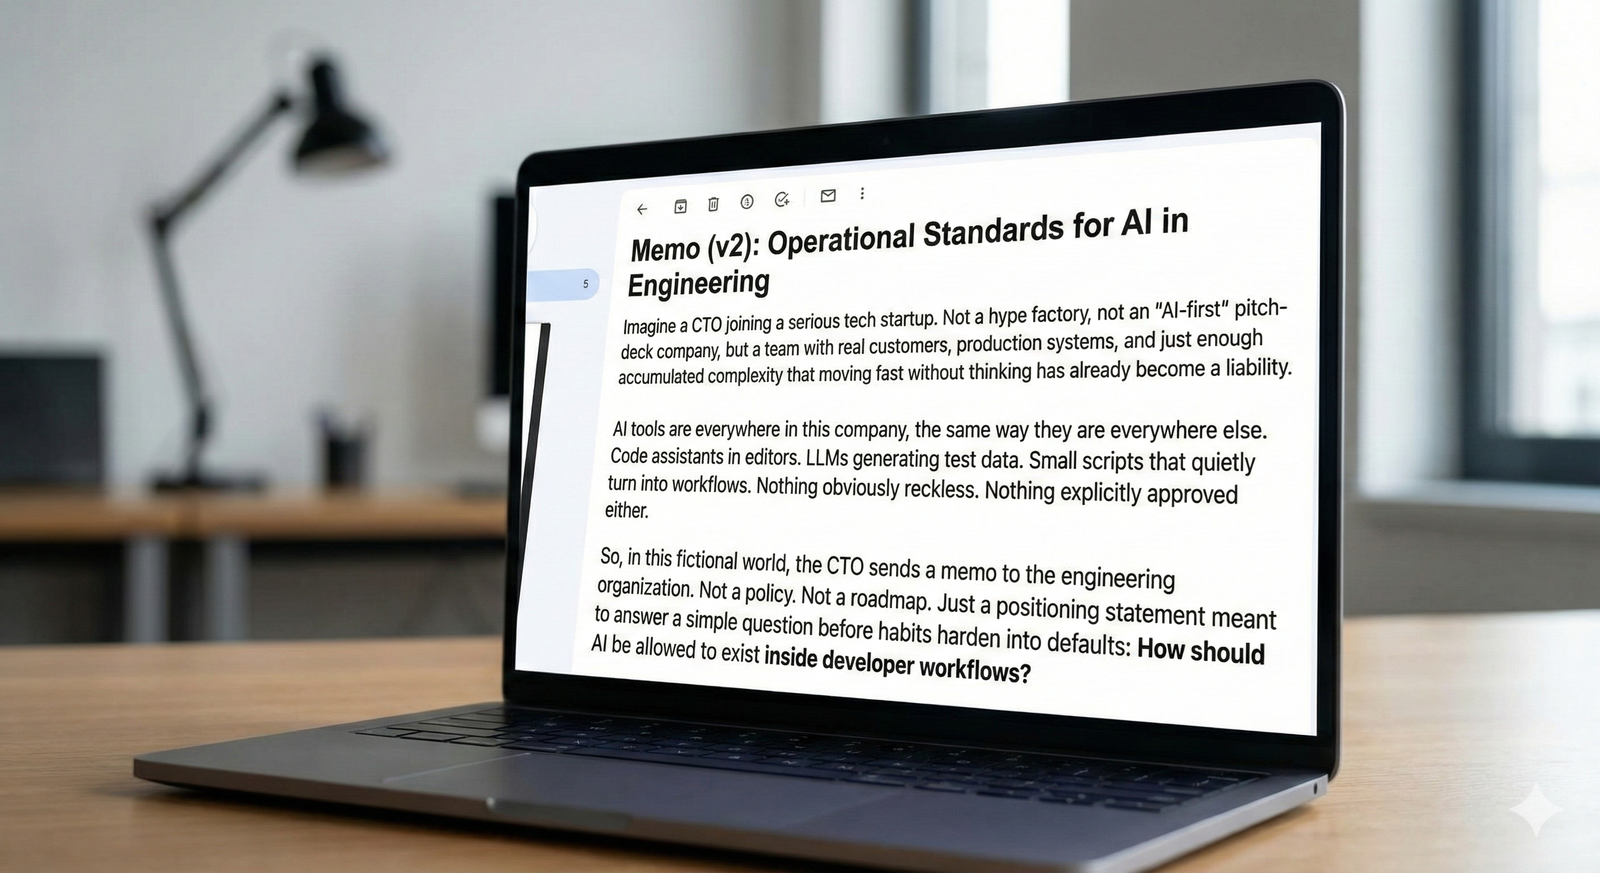 5
Memo (v2): Operational Standards for AI in
Engineering
Imagine a CTO joining a serious tech startup. Not a hype factory, not an "AI-first" pitch-
deck company, but a team with real customers, production systems, and just enough
accumulated complexity that moving fast without thinking has already become a liability.
AI tools are everywhere in this company, the same way they are everywhere else.
Code assistants in editors. LLMs generating test data. Small scripts that quietly
turn into workflows. Nothing obviously reckless. Nothing explicitly approved
either.
So, in this fictional world, the CTO sends a memo to the engineering
organization. Not a policy. Not a roadmap. Just a positioning statement meant
to answer a simple question before habits harden into defaults: How should
AI be allowed to exist inside developer workflows?